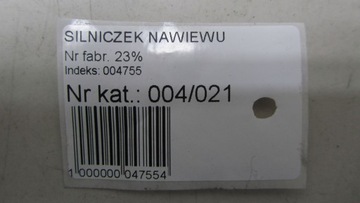 SILNICZEK NAWIEWU
Nr fabr. 23%
Indeks: 004755
Nr kat.: 004/021
1 000000 047554